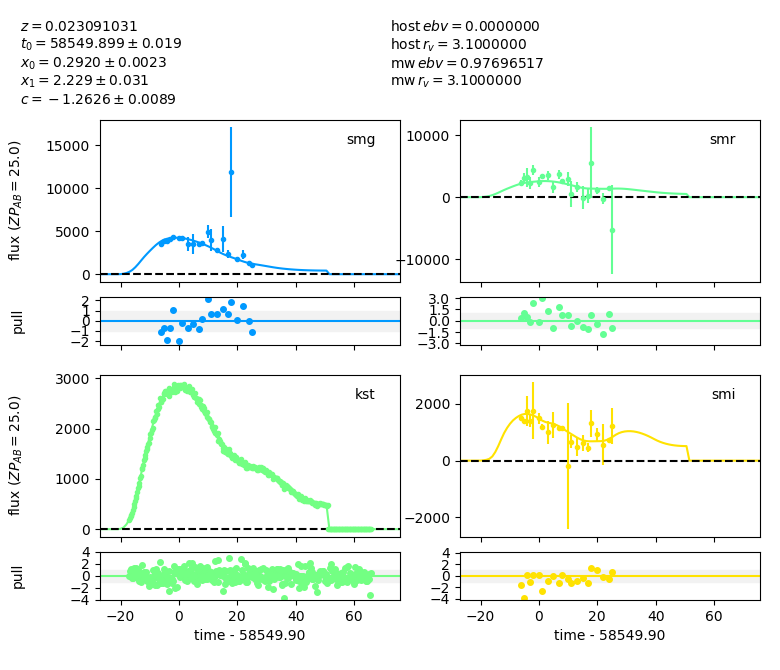 z = 0.023091031
t₀ = 58549.899 ± 0.019
x₀ = 0.2920 ± 0.0023
x₁ = 2.229 ± 0.031
c = −1.2626 ± 0.0089
host ebv = 0.0000000
host r_v = 3.1000000
mw ebv = 0.97696517
mw r_v = 3.1000000
flux (ZP_AB = 25.0)
15000
10000
5000
0
smg
10000
0
−10000
smr
pull
2
1
0
−1
−2
3.0
1.5
0.0
−1.5
−3.0
flux (ZP_AB = 25.0)
3000
2000
1000
0
kst
2000
0
−2000
smi
pull
4
2
0
−2
−4
4
2
0
−2
−4
−20 0 20 40 60
−20 0 20 40 60
time - 58549.90
time - 58549.90